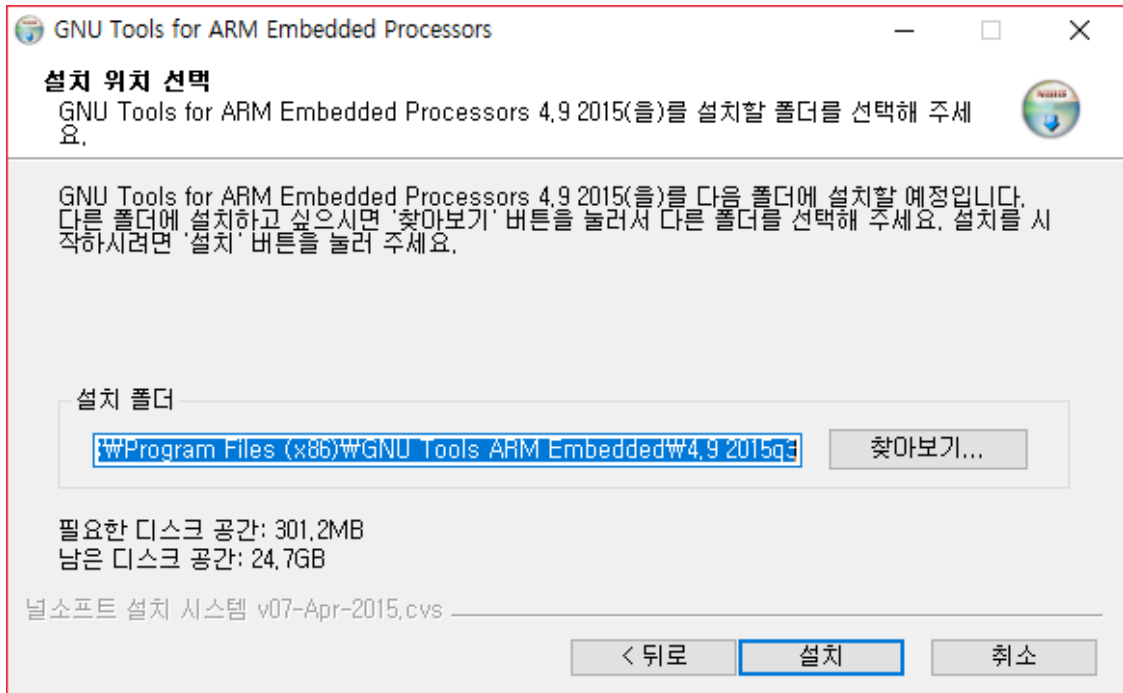 GNU Tools for ARM Embedded Processors
설치 위치 선택
GNU Tools for ARM Embedded Processors 4.9 2015(을)를 설치할 폴더를 선택해 주세
요.
GNU Tools for ARM Embedded Processors 4.9 2015(을)를 다음 폴더에 설치할 예정입니다.
다른 폴더에 설치하고 싶으시면 '찾아보기' 버튼을 눌러서 다른 폴더를 선택해 주세요. 설치를 시
작하시려면 '설치' 버튼을 눌러 주세요.
설치 폴더
:₩Program Files (x86)₩GNU Tools ARM Embedded₩4.9 2015q3
찾아보기...
필요한 디스크 공간: 301.2MB
남은 디스크 공간: 24.7GB
널소프트 설치 시스템 v07-Apr-2015.cvs
< 뒤로
설치
취소